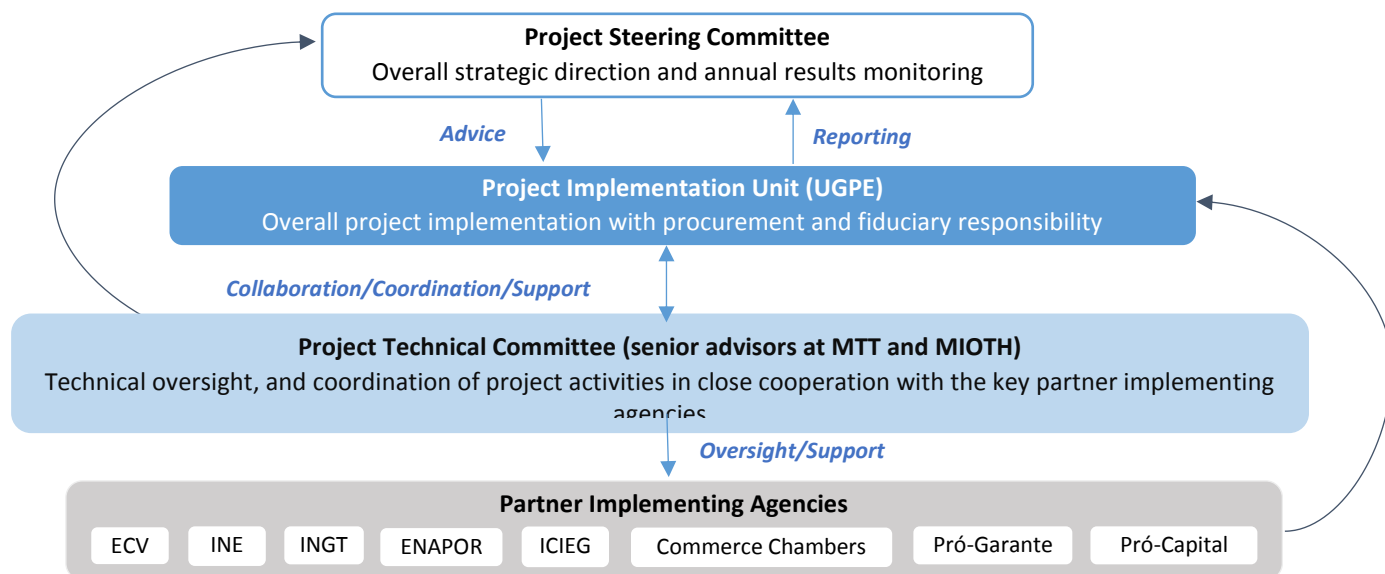 Project Steering Committee
Overall strategic direction and annual results monitoring
Advice
Reporting
Project Implementation Unit (UGPE)
Overall project implementation with procurement and fiduciary responsibility
Collaboration/Coordination/Support
Project Technical Committee (senior advisors at MTT and MIOTH)
Technical oversight, and coordination of project activities in close cooperation with the key partner implementing
agencies
Oversight/Support
Partner Implementing Agencies
ECV INE INGT ENAPOR ICIEG Commerce Chambers Pró-Garante Pró-Capital